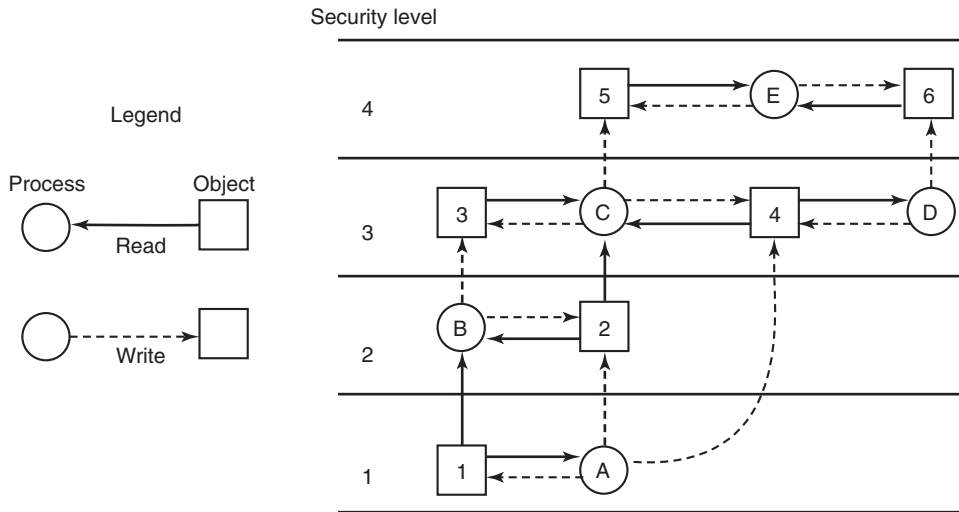 Security level
5
E
6
4
Legend
Process
Object
3
C
4
D
Read
3
B
2
2
Write
1
A
1